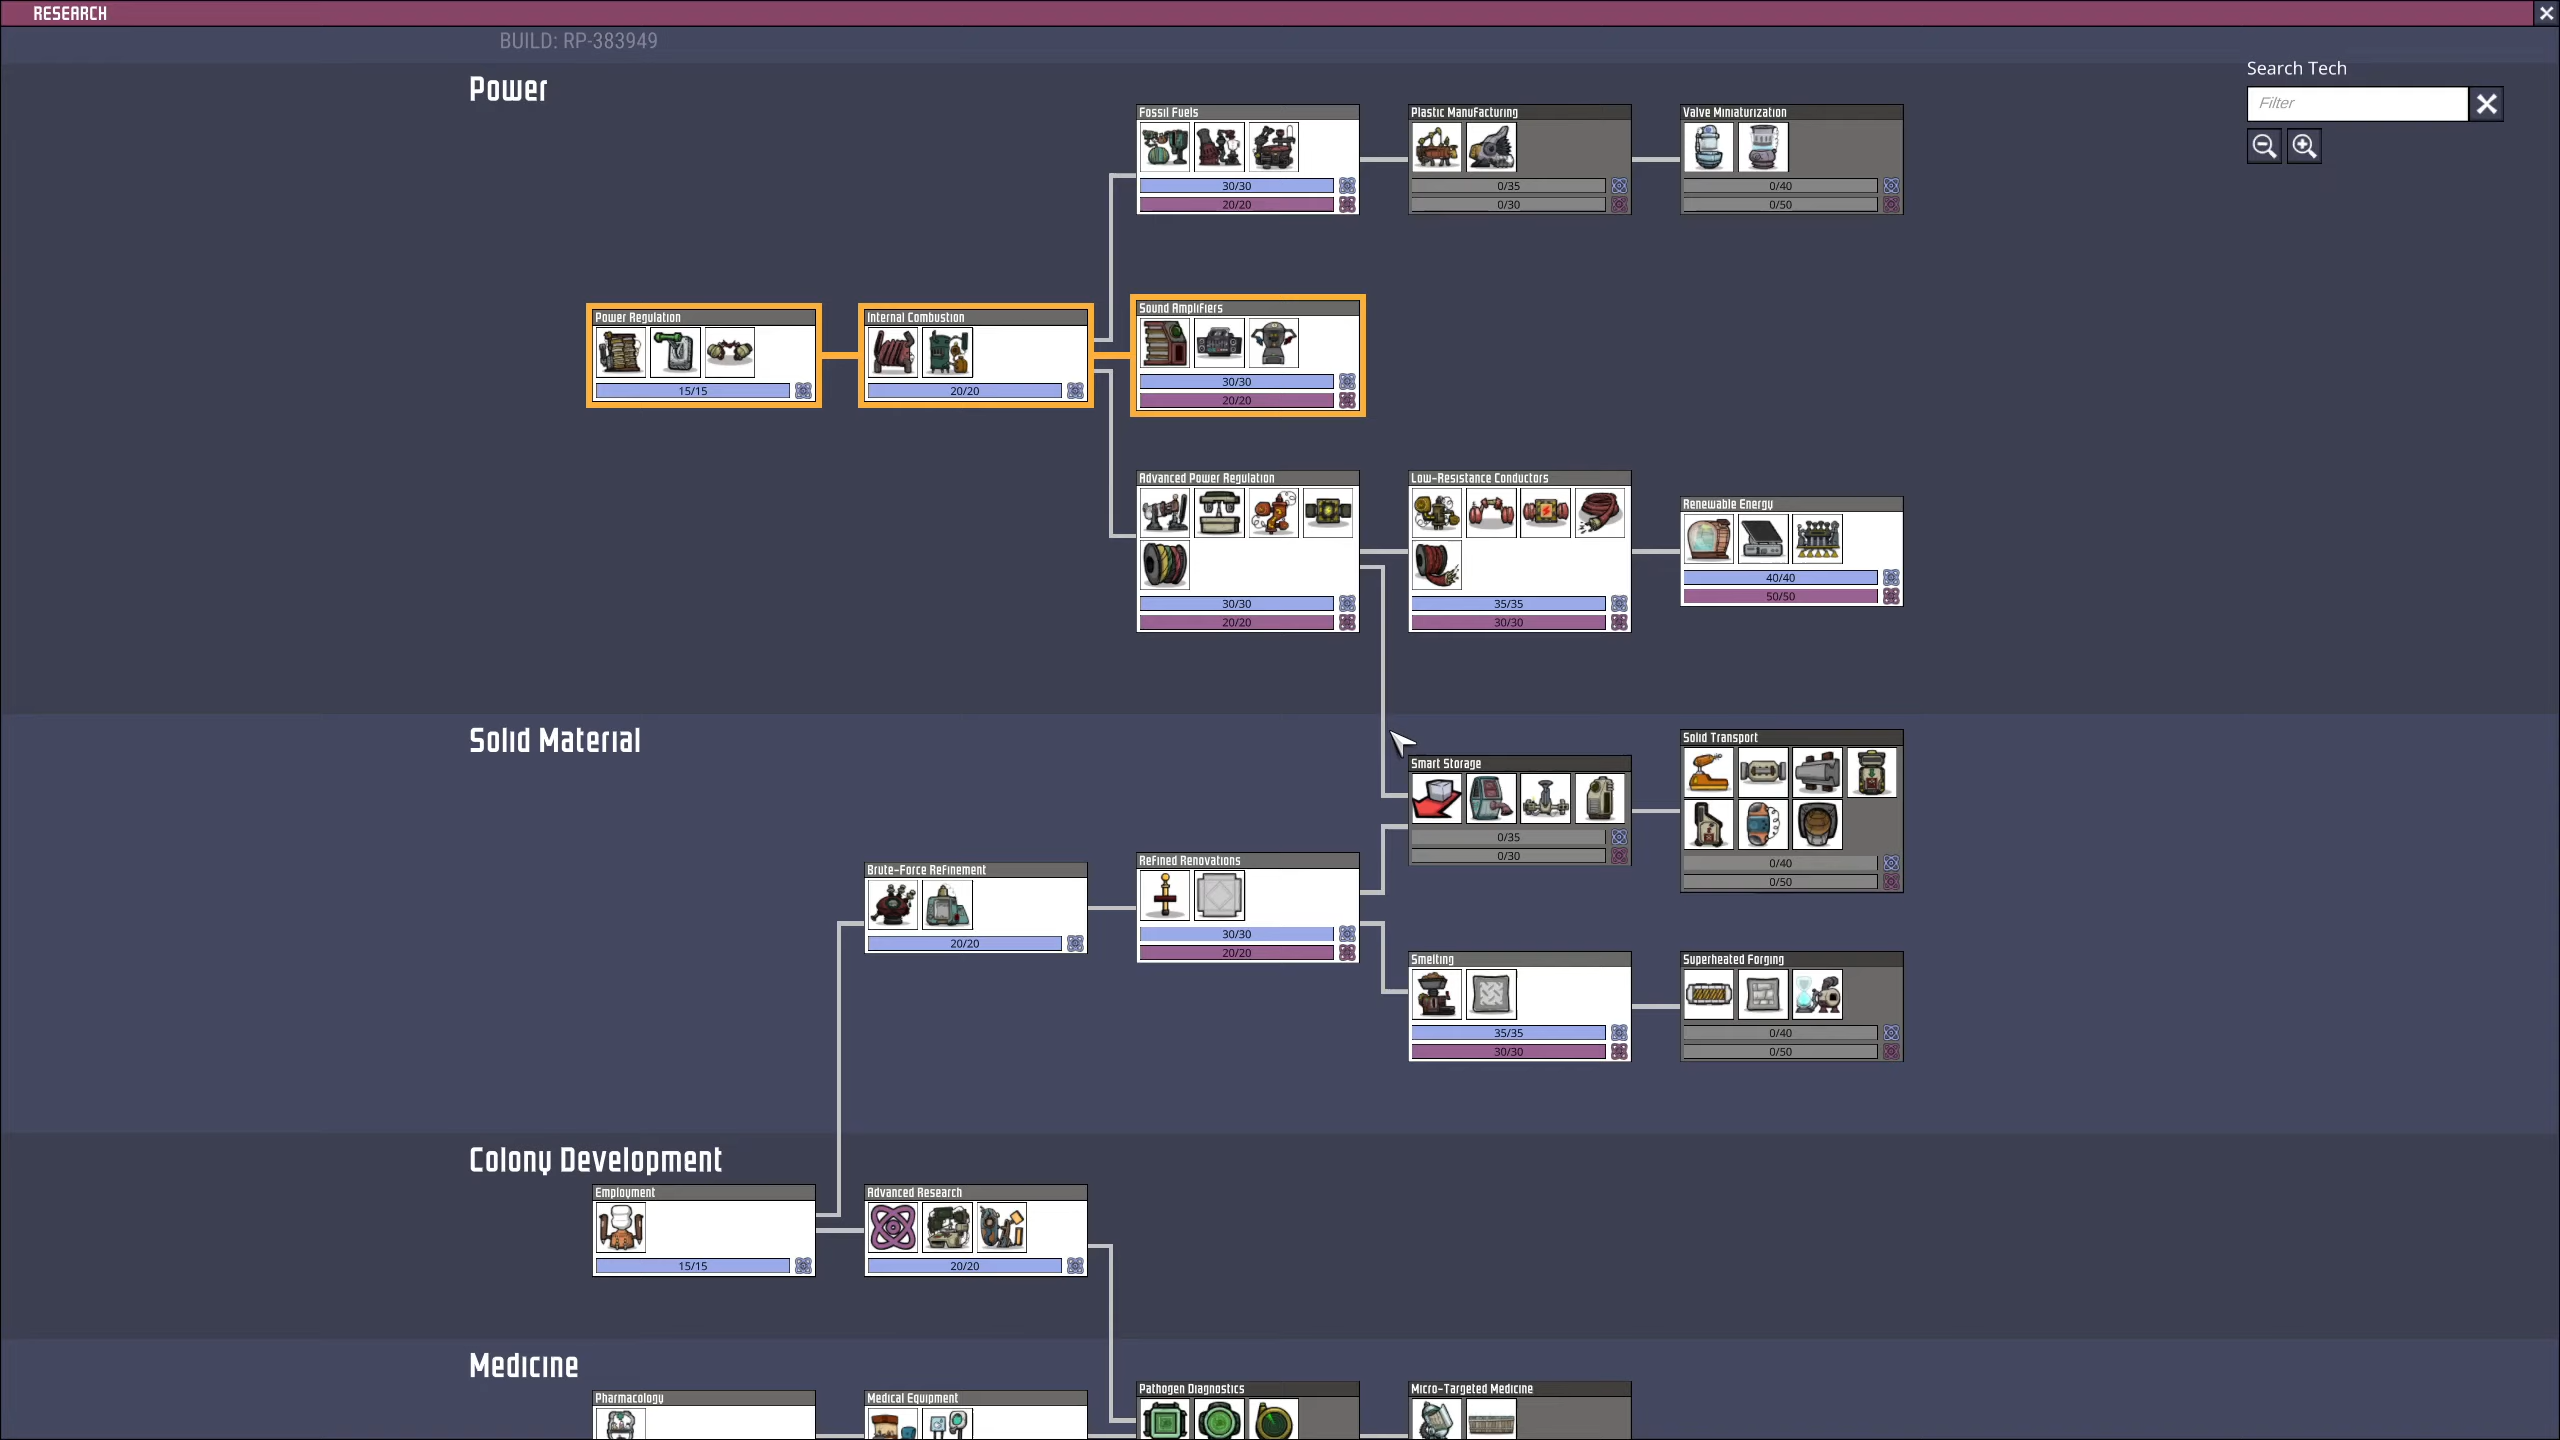 RESEARCH
BUILD: RP-383949
Search Tech
Filter
Power
Fossil Fuels
30/30
20/20
Plastic Manufacturing
0/35
0/30
Valve Miniaturization
0/40
0/50
Power Regulation
15/15
Internal Combustion
20/20
Sound Amplifiers
30/30
20/20
Advanced Power Regulation
30/30
20/20
Low-Resistance Conductors
35/35
30/30
Renewable Energy
40/40
50/50
Solid Material
Smart Storage
0/35
0/30
Solid Transport
0/40
0/50
Brute-Force Refinement
20/20
Refined Renovations
30/30
20/20
Smelting
35/35
30/30
Superheated Forging
0/40
0/50
Colony Development
Employment
15/15
Advanced Research
20/20
Medicine
Pharmacology
Medical Equipment
Pathogen Diagnostics
Micro-Targeted Medicine